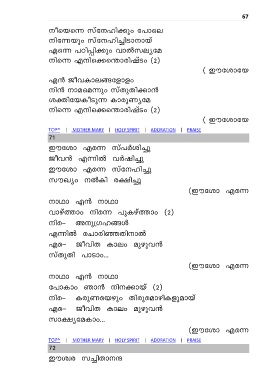 67
നീയെന്നെ സ്നേഹിക്കും പോലെ
നിന്നേയും സ്നേഹിച്ചിടാനായ്
എന്നെ പഠിപ്പിക്കും വാൽസല്യമേ
നിന്നെ എനിക്കെന്തൊരിഷ്ടം (2)
( ഈശോയേ
എൻ ജീവകാലങ്ങളോളം
നിൻ നാമമെന്നും സ്തുതിക്കാൻ
ശക്തിയേകീടുന്ന കാരുണ്യമേ
നിന്നെ എനിക്കെന്തൊരിഷ്ടം (2)
( ഈശോയേ
TOP^ | MOTHER MARY | HOLY SPIRIT | ADORATION | PRAISE
71
ഈശോ എന്നെ സ്പർശിച്ചു
ജീവൻ എന്നിൽ വർഷിച്ചു
ഈശോ എന്നെ സ്നേഹിച്ചു
സൗഖ്യം നൽകി രക്ഷിച്ചു
(ഈശോ എന്നെ
നാഥാ എൻ നാഥാ
വാഴ്ത്താം നിന്നെ പുകഴ്ത്താം (2)
നിൻ അനുഗ്രഹങ്ങൾ
എന്നിൽ ചൊരിഞ്ഞതിനാൽ
എൻ ജീവിത കാലം മുഴുവൻ
സ്തുതി പാടാം...
(ഈശോ എന്നെ
നാഥാ എൻ നാഥാ
പോകാം ഞാൻ നിനക്കായ് (2)
നിൻ കരുണയെഴും തിരുമൊഴികളുമായ്
എൻ ജീവിത കാലം മുഴുവൻ
സാക്ഷ്യമേകാം...
(ഈശോ എന്നെ
TOP^ | MOTHER MARY | HOLY SPIRIT | ADORATION | PRAISE
72
ഈശ്വര സച്ചിതാനന്ദ